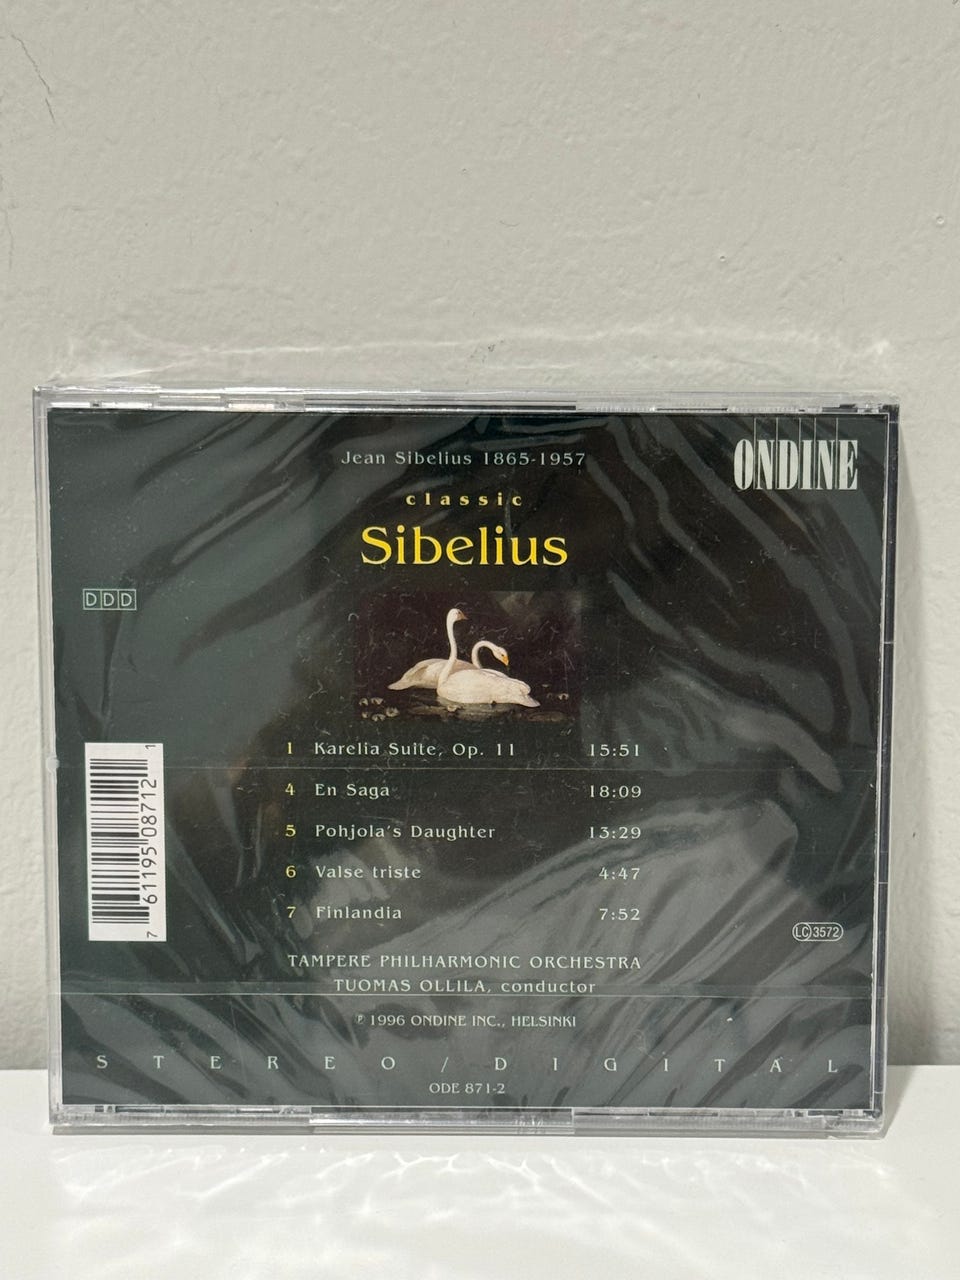 Jean Sibelius 1865-1957
ONDINE
classic
Sibelius
DDD
1 Karelia Suite, Op. 11 15:51
4 En Saga 18:09
5 Pohjola's Daughter 13:29
6 Valse triste 4:47
7 Finlandia 7:52
7 61195 08712 1
LC 3572
TAMPERE PHILHARMONIC ORCHESTRA
TUOMAS OLLILA, conductor
℗ 1996 ONDINE INC., HELSINKI
STEREO/DIGITAL
ODE 871-2